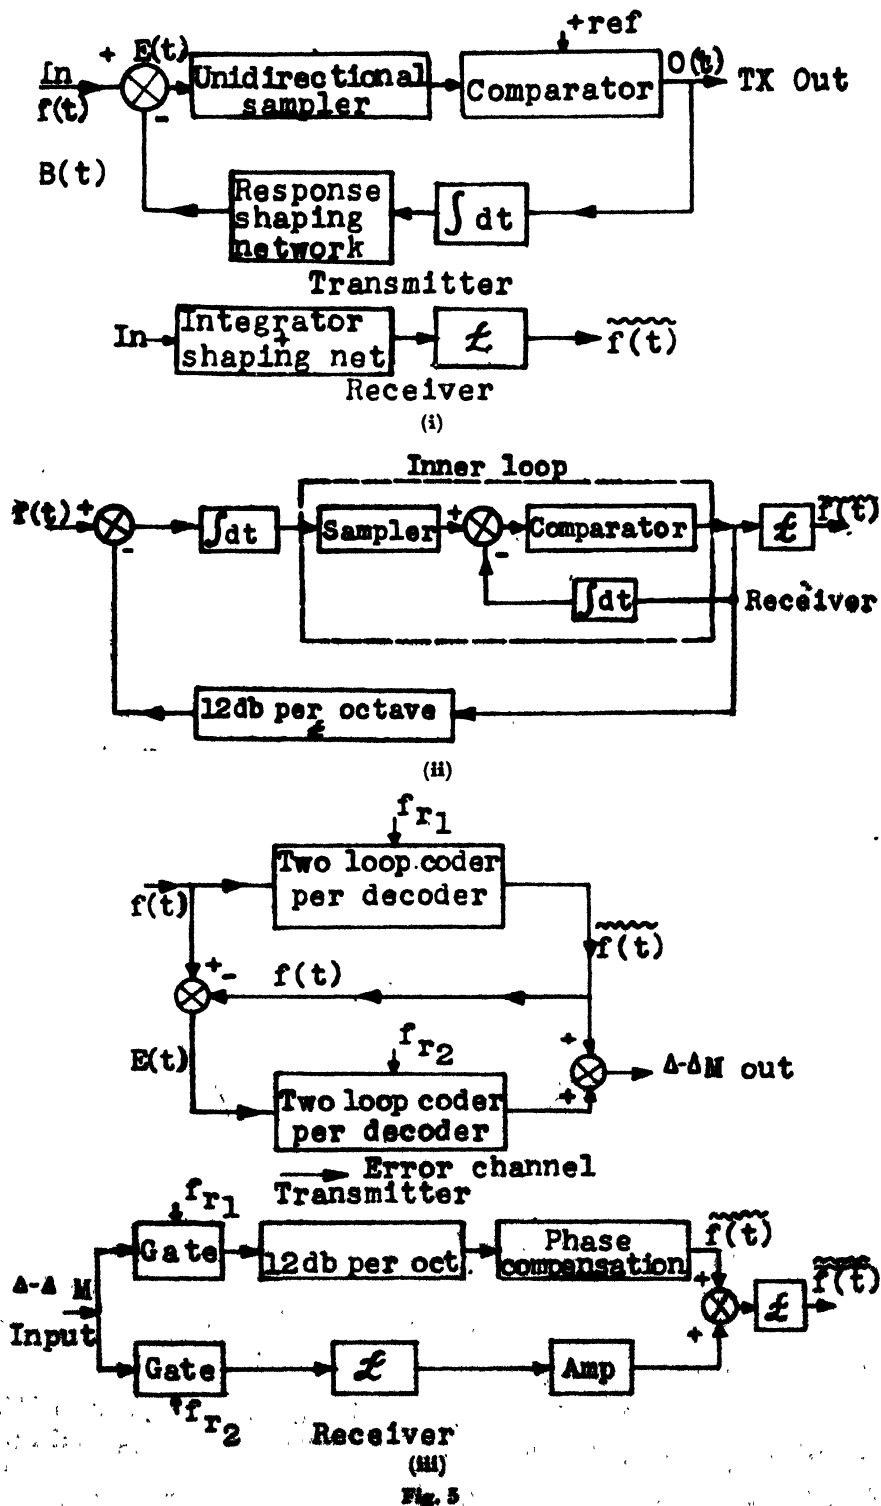 +ref
+ E(t)
In
f(t)
Unidirectional
sampler
Comparator
O(t)
TX Out
-
B(t)
Response
shaping
network
∫dt
Transmitter
In
Integrator
+
shaping net
£
f(t)
Receiver
(i)
Inner loop
f(t) +
-
∫dt
Sampler
+
-
Comparator
£
f(t)
∫dt
Receiver
12db per octave
£
(ii)
fr1
f(t)
Two loop coder
per decoder
f(t)
+
-
f(t)
E(t)
fr2
+
+
Δ-ΔM out
Two loop coder
per decoder
Error channel
Transmitter
fr1
Gate
12db per oct.
Phase
compensation
f(t)
Δ-Δ M
Input
+
+
£
f(t)
Gate
£
Amp
fr2
Receiver
(iii)
Fig. 5